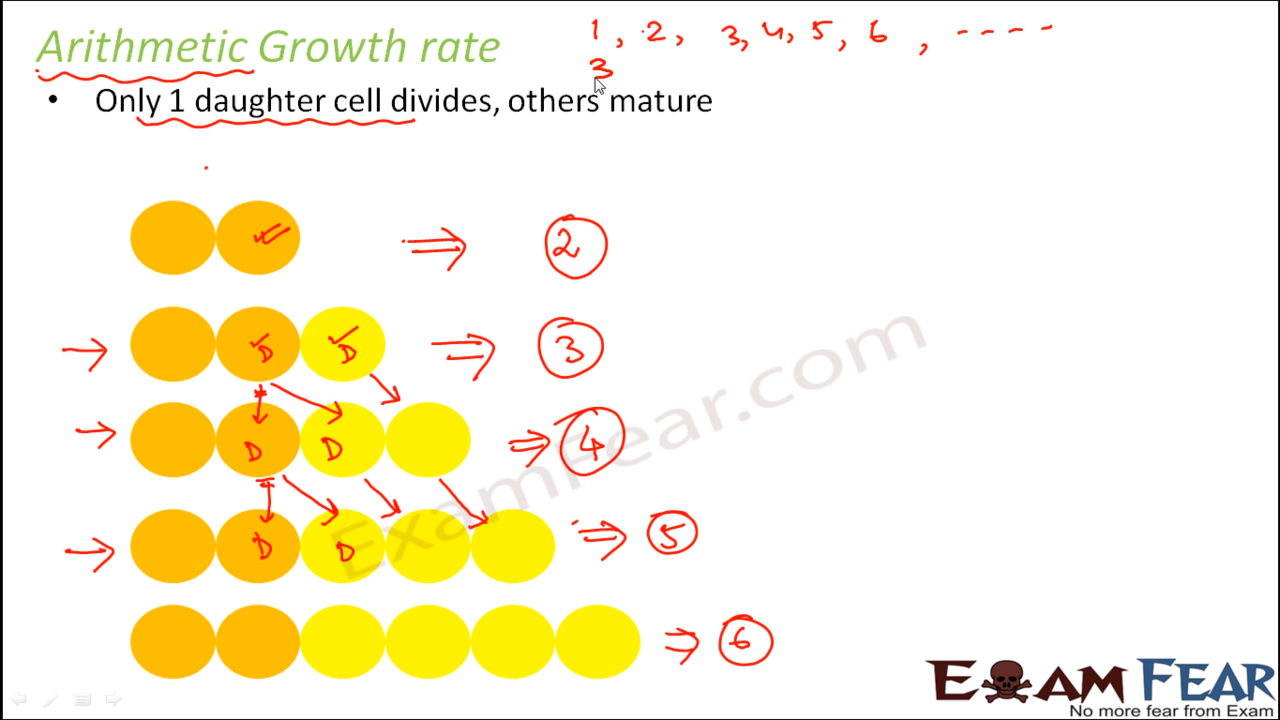 Arithmetic Growth rate
1, 2, 3, 4, 5, 6, ----
3
• Only 1 daughter cell divides, others mature
⇒ 2
→ D D ⇒ 3
→ D D ⇒ 4
→ D D ⇒ 5
⇒ 6
ExamFear.com
EXAM FEAR
No more fear from Exam